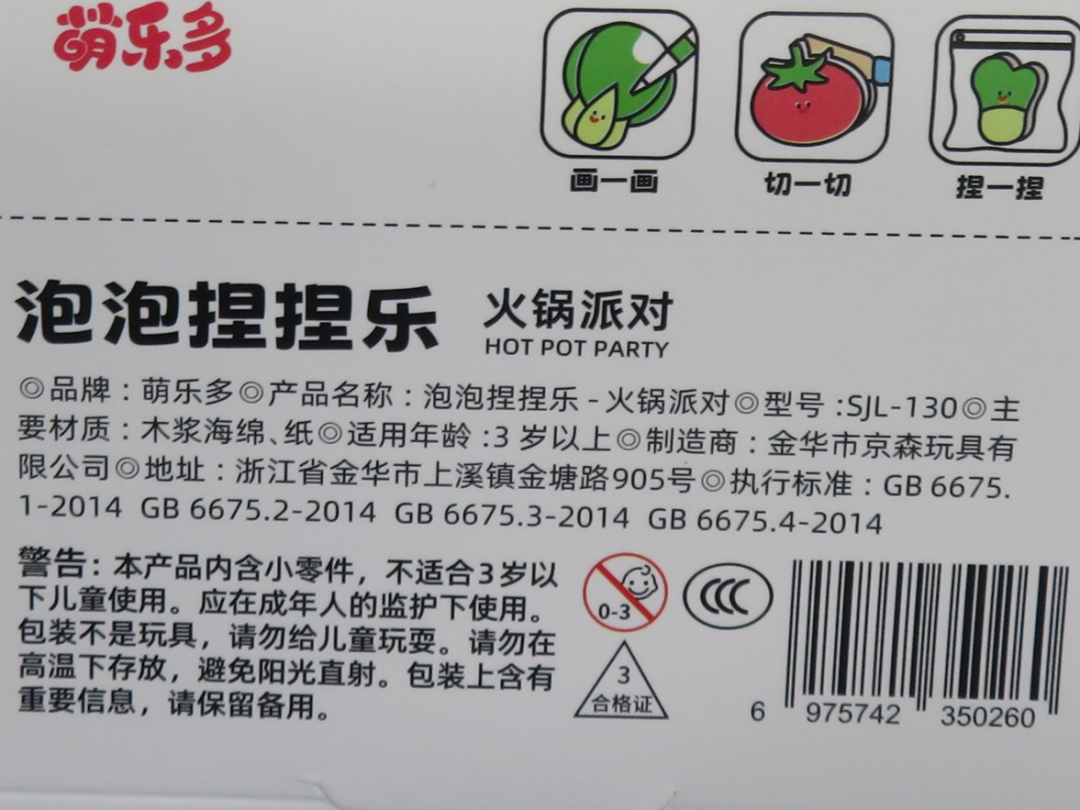 萌乐多
画一画
切一切
捏一捏
泡泡捏捏乐
火锅派对
HOT POT PARTY
◎品牌：萌乐多◎产品名称：泡泡捏捏乐-火锅派对◎型号:SJL-130◎主
要材质：木浆海绵、纸◎适用年龄:3岁以上◎制造商：金华市京森玩具有
限公司◎地址：浙江省金华市上溪镇金塘路905号◎执行标准：GB 6675.
1-2014 GB 6675.2-2014 GB 6675.3-2014 GB 6675.4-2014
警告：本产品内含小零件，不适合3岁以
下儿童使用。应在成年人的监护下使用。
包装不是玩具，请勿给儿童玩耍。请勿在
高温下存放，避免阳光直射。包装上含有
重要信息，请保留备用。
0-3
CCC
3
合格证
6 975742 350260